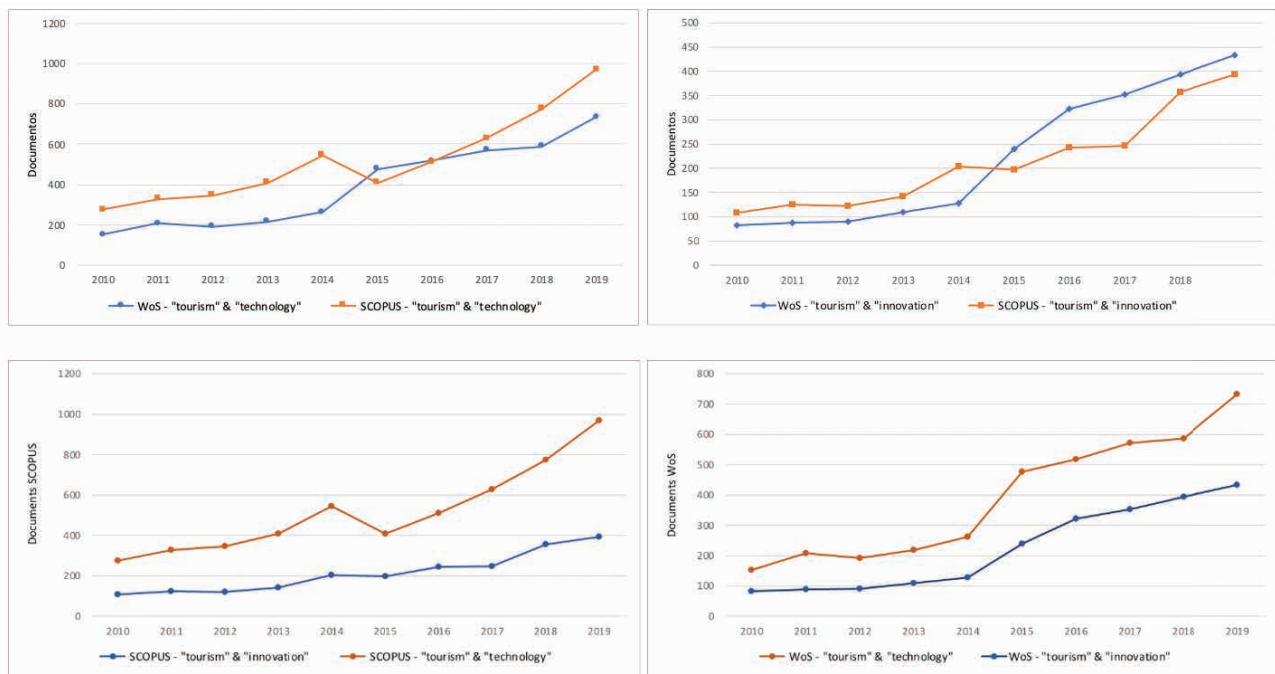 1200
1000
800
600
400
200
0
Documentos
2010 2011 2012 2013 2014 2015 2016 2017 2018 2019
WoS - "tourism" & "technology" SCOPUS - "tourism" & "technology"
500
450
400
350
300
250
200
150
100
50
0
Documentos
2010 2011 2012 2013 2014 2015 2016 2017 2018
WoS - "tourism" & "innovation" SCOPUS - "tourism" & "innovation"
1200
1000
800
600
400
200
0
Documents SCOPUS
2010 2011 2012 2013 2014 2015 2016 2017 2018 2019
SCOPUS - "tourism" & "innovation" SCOPUS - "tourism" & "technology"
800
700
600
500
400
300
200
100
0
Documents WoS
2010 2011 2012 2013 2014 2015 2016 2017 2018 2019
WoS - "tourism" & "technology" WoS - "tourism" & "innovation"